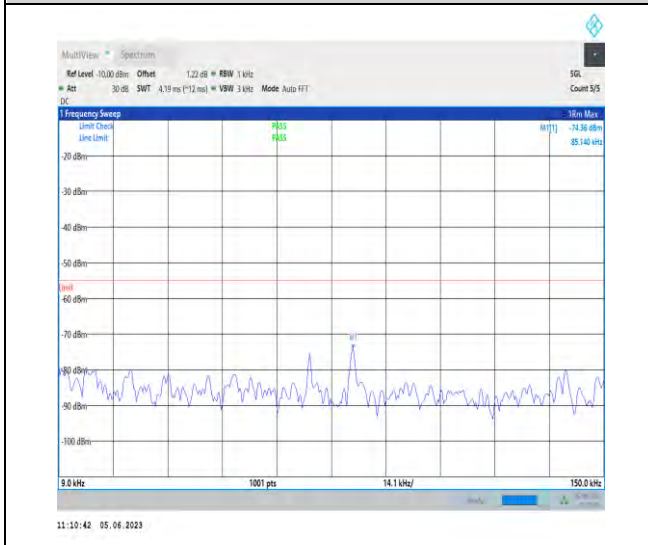 MultiView Spectrum
Ref Level -10.00 dBm Offset 1.22 dB RBW 1 kHz SGL
Att 30 dB SWT 4.19 ms (~12 ms) VBW 3 kHz Mode Auto FFT Count 5/5
DC
1 Frequency Sweep 1Rm Max
Limit Check PASS M1[1] -74.36 dBm
Line Limit PASS 85.140 kHz
-20 dBm
-30 dBm
-40 dBm
-50 dBm
Limit
-60 dBm
-70 dBm
M1
-80 dBm
-90 dBm
-100 dBm
9.0 kHz 1001 pts 14.1 kHz/ 150.0 kHz
11:10:42 05.06.2023